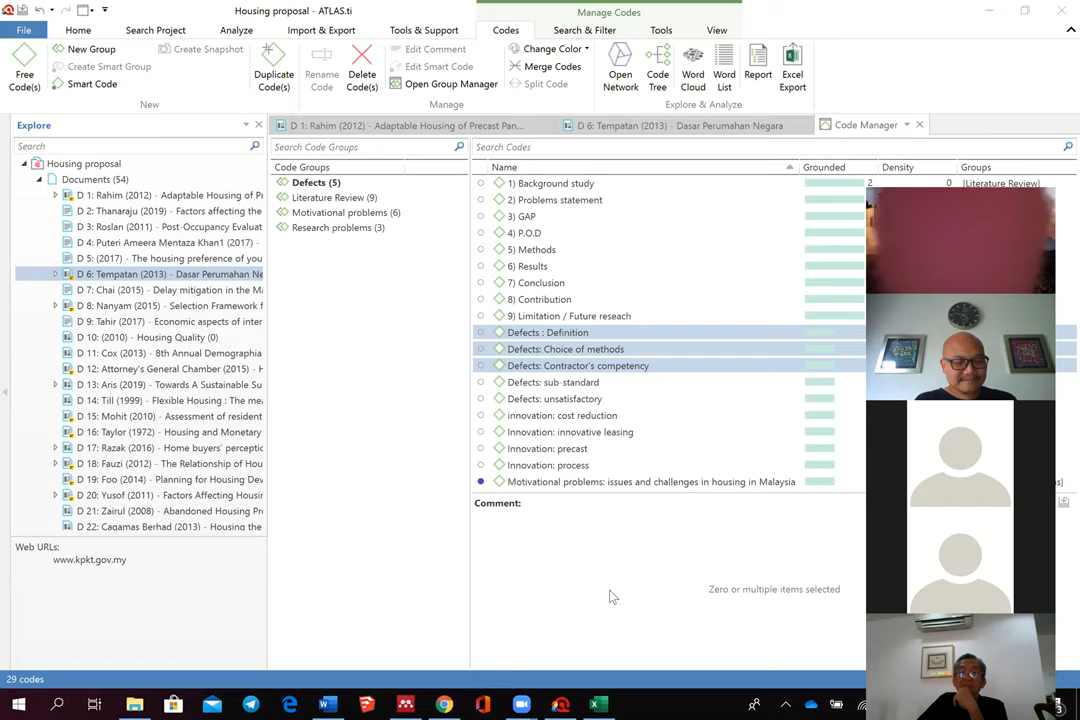 Housing proposal - ATLAS.ti
Manage Codes
File Home Search Project Analyze Import & Export Tools & Support Codes Search & Filter Tools View
Free Code(s)
New Group
Create Smart Group
Smart Code
Create Snapshot
New
Duplicate Code(s)
Rename Code
Delete Code(s)
Edit Comment
Edit Smart Code
Open Group Manager
Manage
Change Color
Merge Codes
Split Code
Open Network
Code Tree
Word Cloud
Word List
Report
Excel Export
Explore & Analyze
Explore
D 1: Rahim (2012) - Adaptable Housing of Precast Pan...
D 6: Tempatan (2013) - Dasar Perumahan Negara
Code Manager
Search
Search Code Groups
Search Codes
Housing proposal
Documents (54)
D 1: Rahim (2012) - Adaptable Housing of Pr
D 2: Thanaraju (2019) - Factors affecting the
D 3: Roslan (2011) - Post-Occupancy Evaluat
D 4: Puteri Ameera Mentaza Khan1 (2017) -
D 5: (2017) - The housing preference of you
D 6: Tempatan (2013) - Dasar Perumahan Ne
D 7: Chai (2015) - Delay mitigation in the Ma
D 8: Nanyam (2015) - Selection Framework f
D 9: Tahir (2017) - Economic aspects of inter
D 10: (2010) - Housing Quality (0)
D 11: Cox (2013) - 8th Annual Demographia
D 12: Attorney's General Chamber (2015) -
D 13: Aris (2019) - Towards A Sustainable Su
D 14: Till (1999) - Flexible Housing : The mea
D 15: Mohit (2010) - Assessment of resident
D 16: Taylor (1972) - Housing and Monetary
D 17: Razak (2016) - Home buyers' percepti
D 18: Fauzi (2012) - The Relationship of Hou
D 19: Foo (2014) - Planning for Housing Dev
D 20: Yusof (2011) - Factors Affecting Housi
D 21: Zairul (2008) - Abandoned Housing Pr
D 22: Cagamas Berhad (2013) - Housing the
Web URLs:
www.kpkt.gov.my
Code Groups
Defects (5)
Literature Review (9)
Motivational problems (6)
Research problems (3)
Name Grounded Density Groups
1) Background study 2 0 [Literature Review]
2) Problems statement
3) GAP
4) P.O.D
5) Methods
6) Results
7) Conclusion
8) Contribution
9) Limitation / Future reseach
Defects : Definition
Defects: Choice of methods
Defects: Contractor's competency
Defects: sub-standard
Defects: unsatisfactory
innovation: cost reduction
Innovation: innovative leasing
Innovation: precast
Innovation: process
Motivational problems: issues and challenges in housing in Malaysia
Comment:
Zero or multiple items selected
29 codes